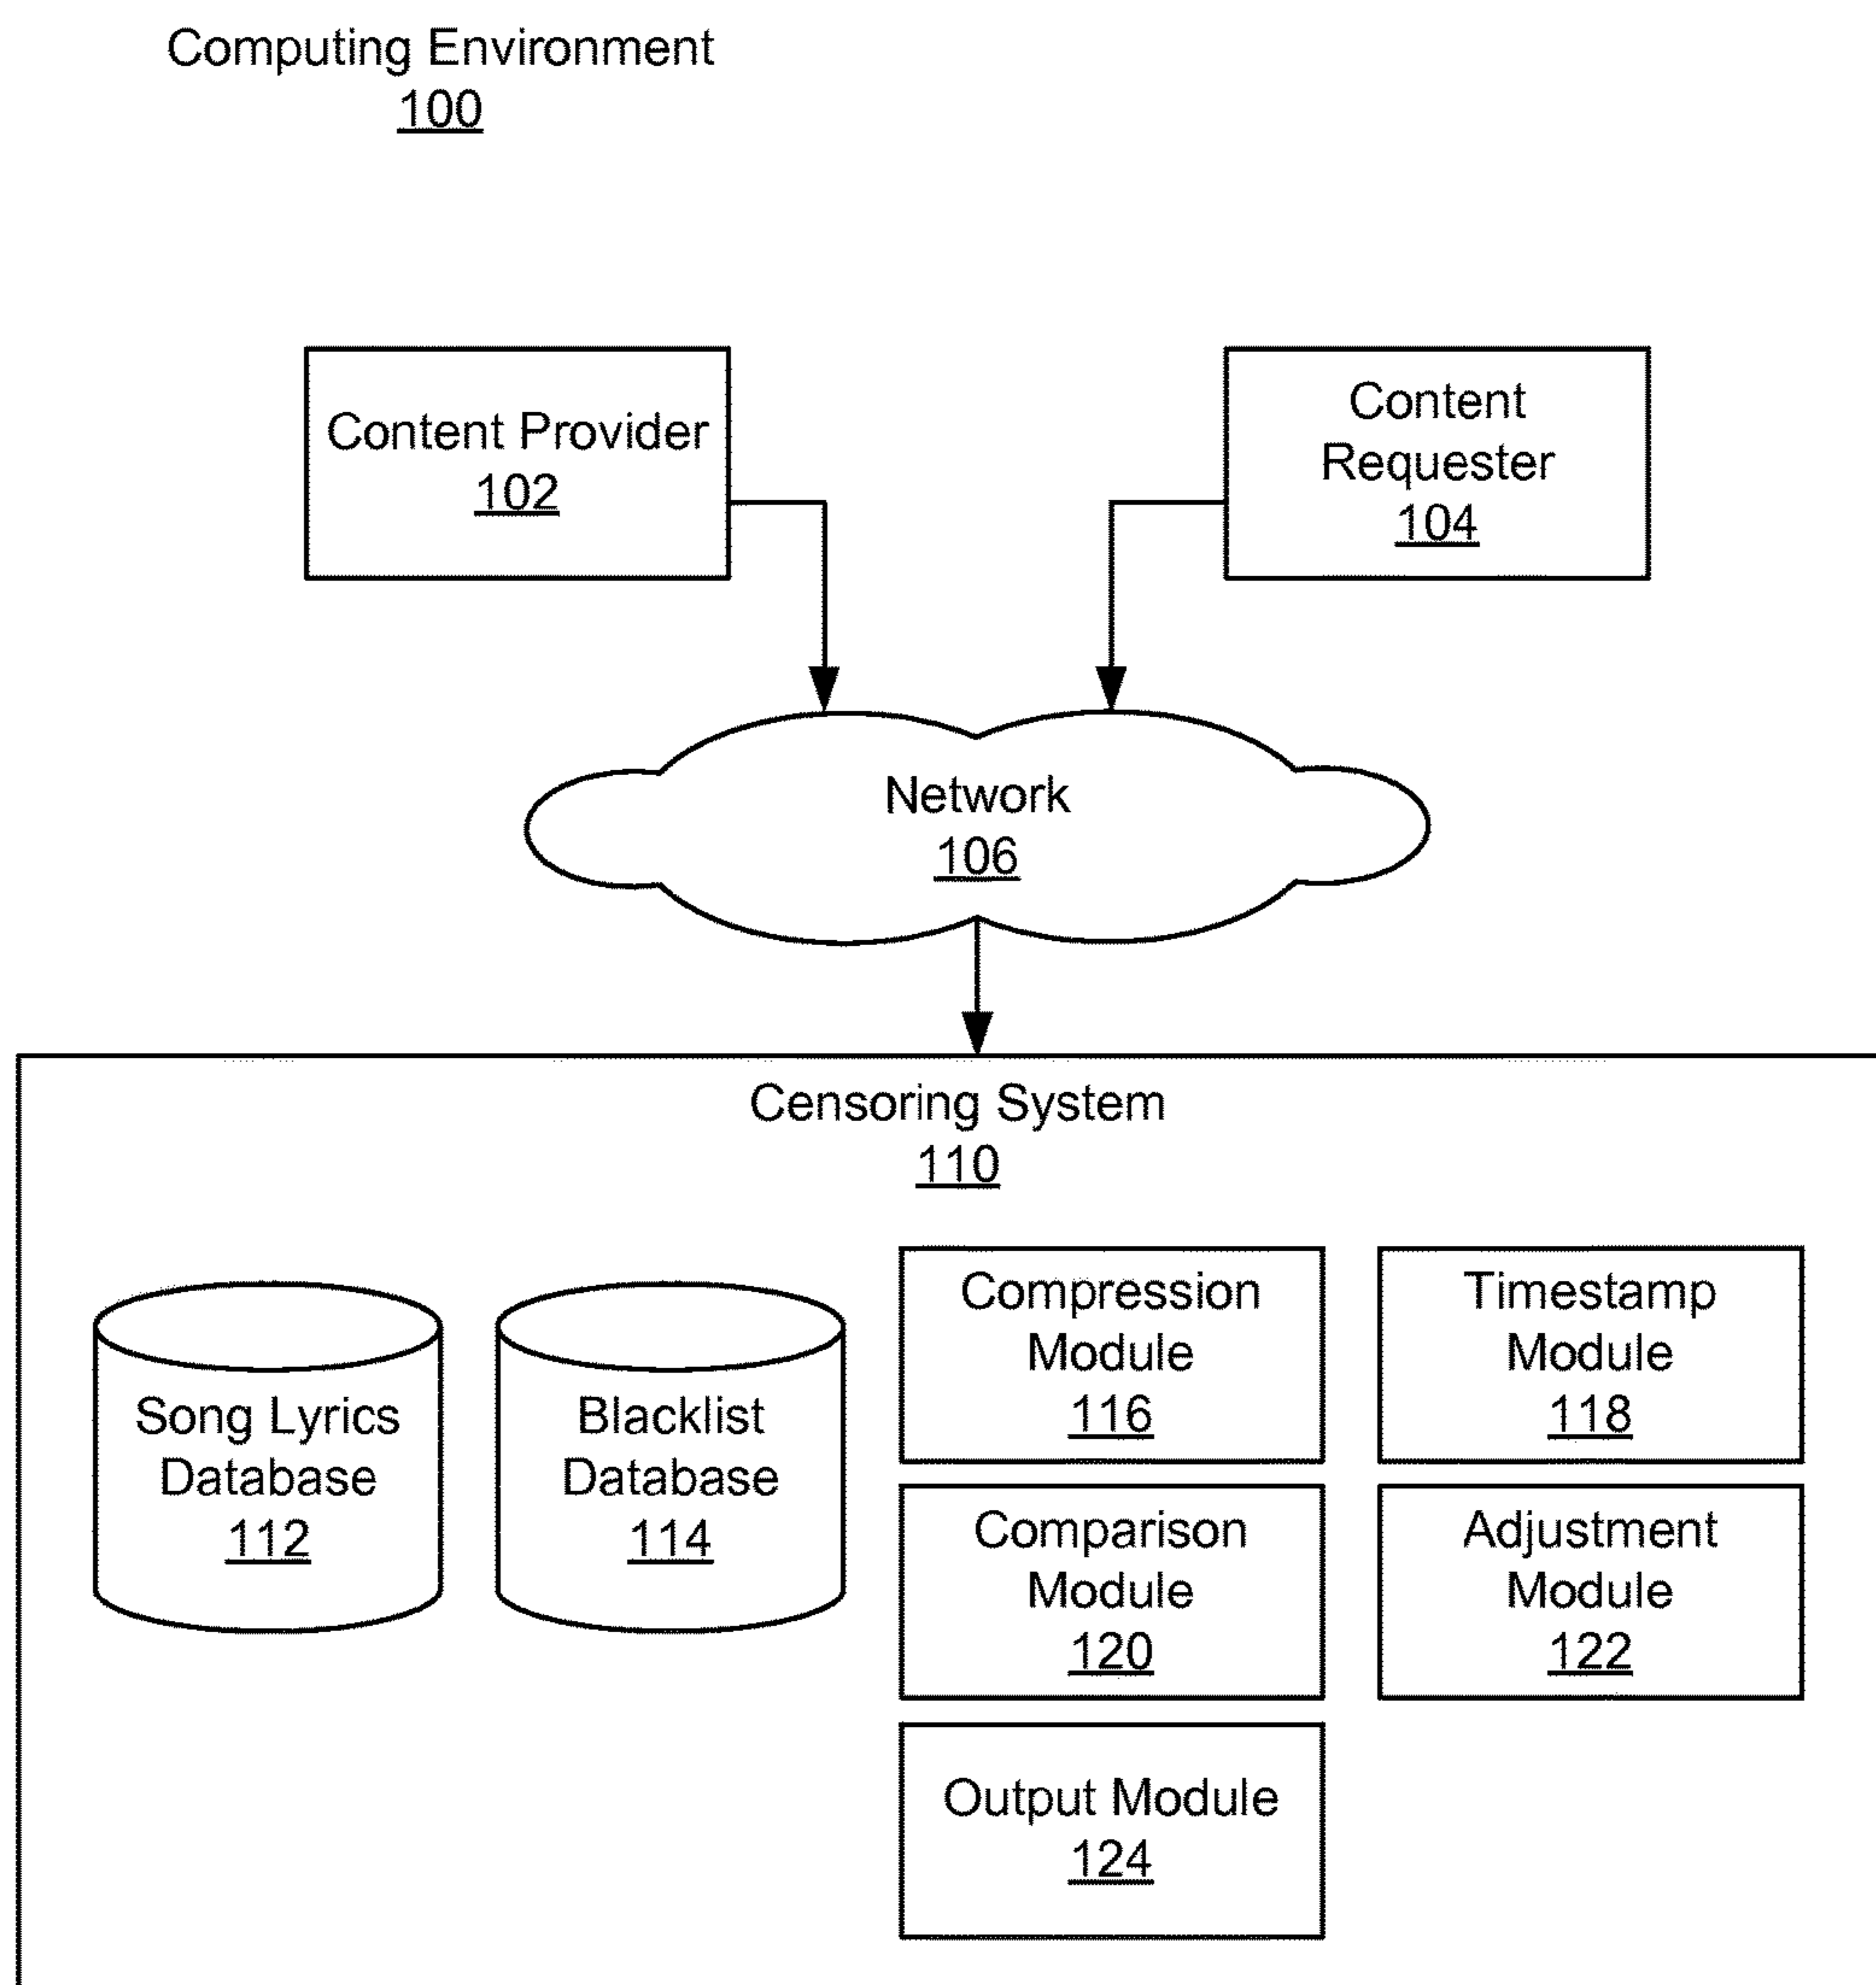 Computing Environment
100
Content Provider
102
Content
Requester
104
Network
106
Censoring System
110
Song Lyrics
Database
112
Blacklist
Database
114
Compression
Module
116
Timestamp
Module
118
Comparison
Module
120
Adjustment
Module
122
Output Module
124